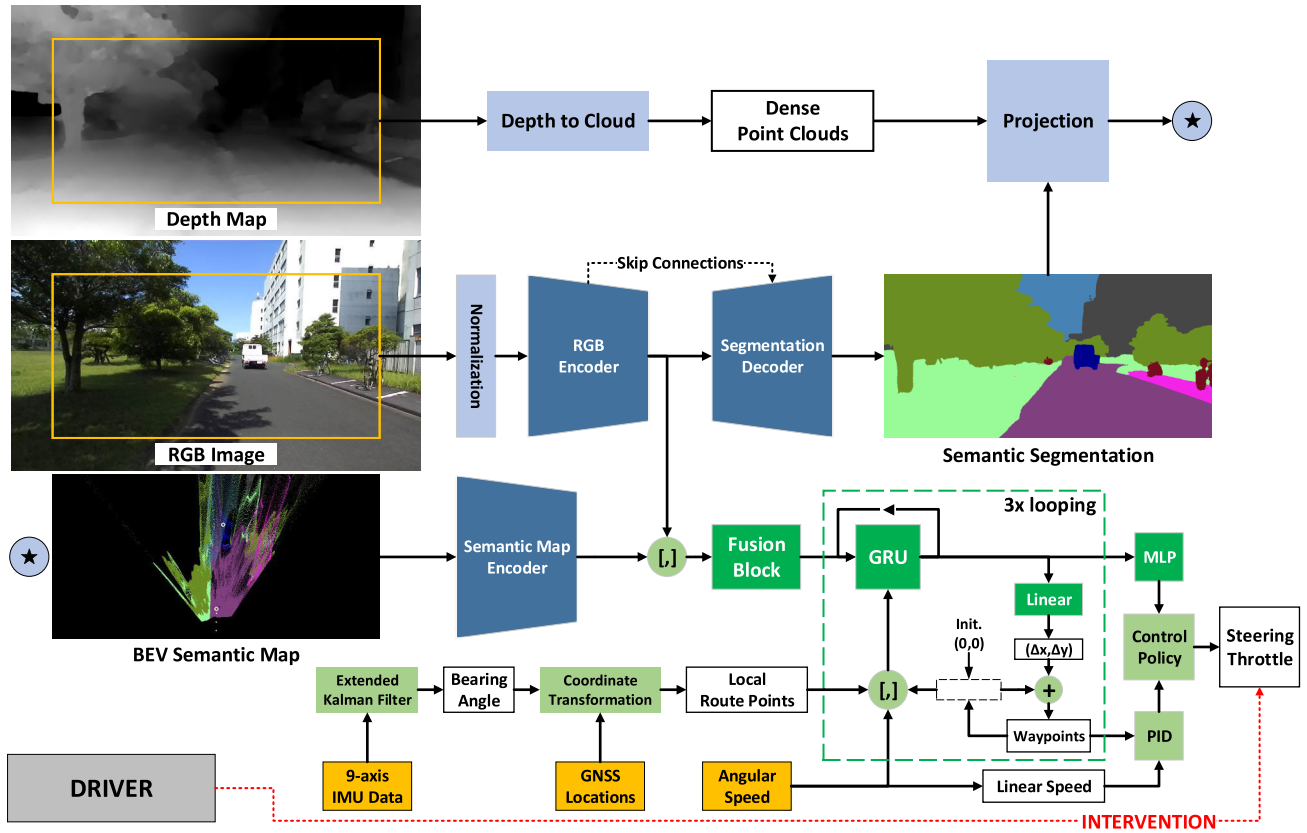 Depth Map
Depth to Cloud
Dense
Point Clouds
Projection
RGB Image
Normalization
RGB
Encoder
Skip Connections
Segmentation
Decoder
Semantic Segmentation
BEV Semantic Map
Semantic Map
Encoder
[,]
Fusion
Block
3x looping
GRU
MLP
Linear
Init.
(0,0)
(Δx,Δy)
Control
Policy
Steering
Throttle
Extended
Kalman Filter
Bearing
Angle
Coordinate
Transformation
Local
Route Points
[,]
+
Waypoints
PID
DRIVER
9-axis
IMU Data
GNSS
Locations
Angular
Speed
Linear Speed
INTERVENTION